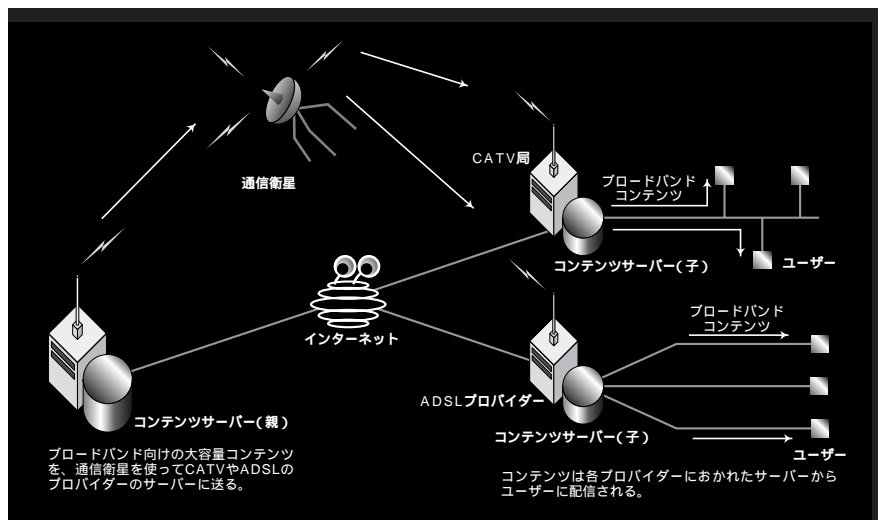 通信衛星
CATV局
ブロードバンド
コンテンツ
コンテンツサーバー(子)
ユーザー
インターネット
ブロードバンド
コンテンツ
ADSLプロバイダー
コンテンツサーバー(親)
コンテンツサーバー(子)
ユーザー
ブロードバンド向けの大容量コンテンツ
を、通信衛星を使ってCATVやADSLの
プロバイダーのサーバーに送る。
コンテンツは各プロバイダーにおかれたサーバーから
ユーザーに配信される。